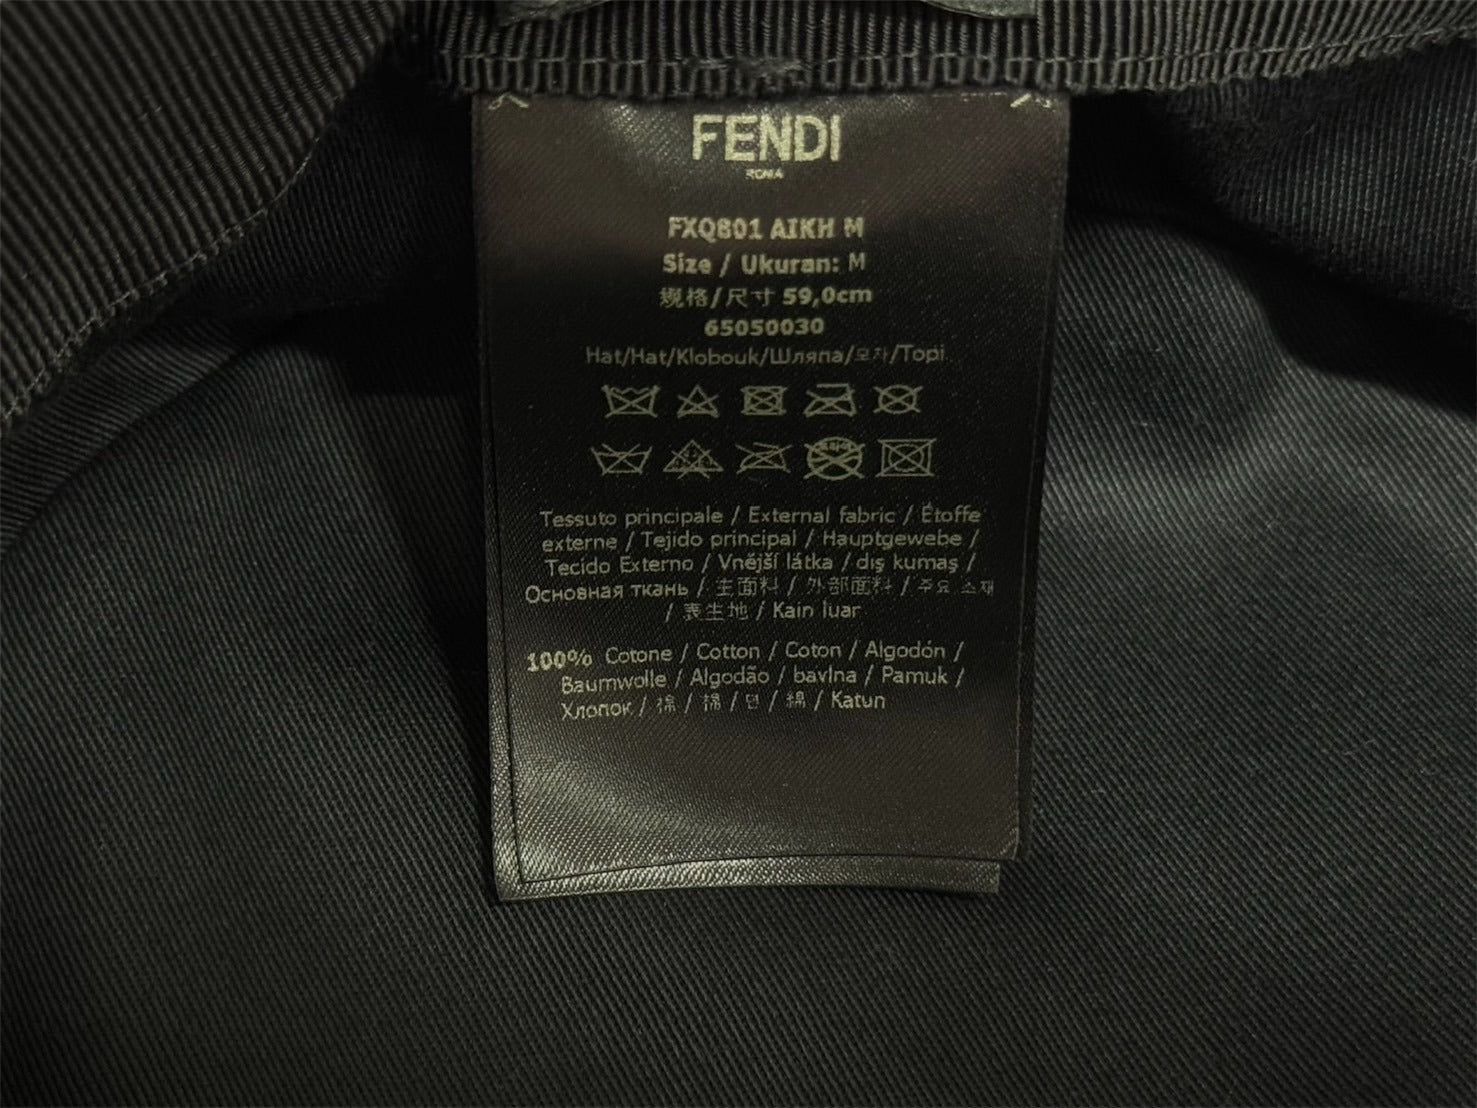 FENDI
ROMA
FXQ801 AIKH M
Size / Ukuran: M
規格/尺寸 59,0cm
65050030
Hat/Hat/Klobouk/Шляпа/모자/Topi
Tessuto principale / External fabric / Étoffe
externe / Tejido principal / Hauptgewebe /
Tecido Externo / Vnější látka / dış kumaş /
Основная ткань / 主面料 / 外部面料 / 주요 소재
/ 表生地 / Kain luar
100% Cotone / Cotton / Coton / Algodón /
Baumwolle / Algodão / bavlna / Pamuk /
Хлопок / 棉 / 棉 / 면 / 綿 / Katun